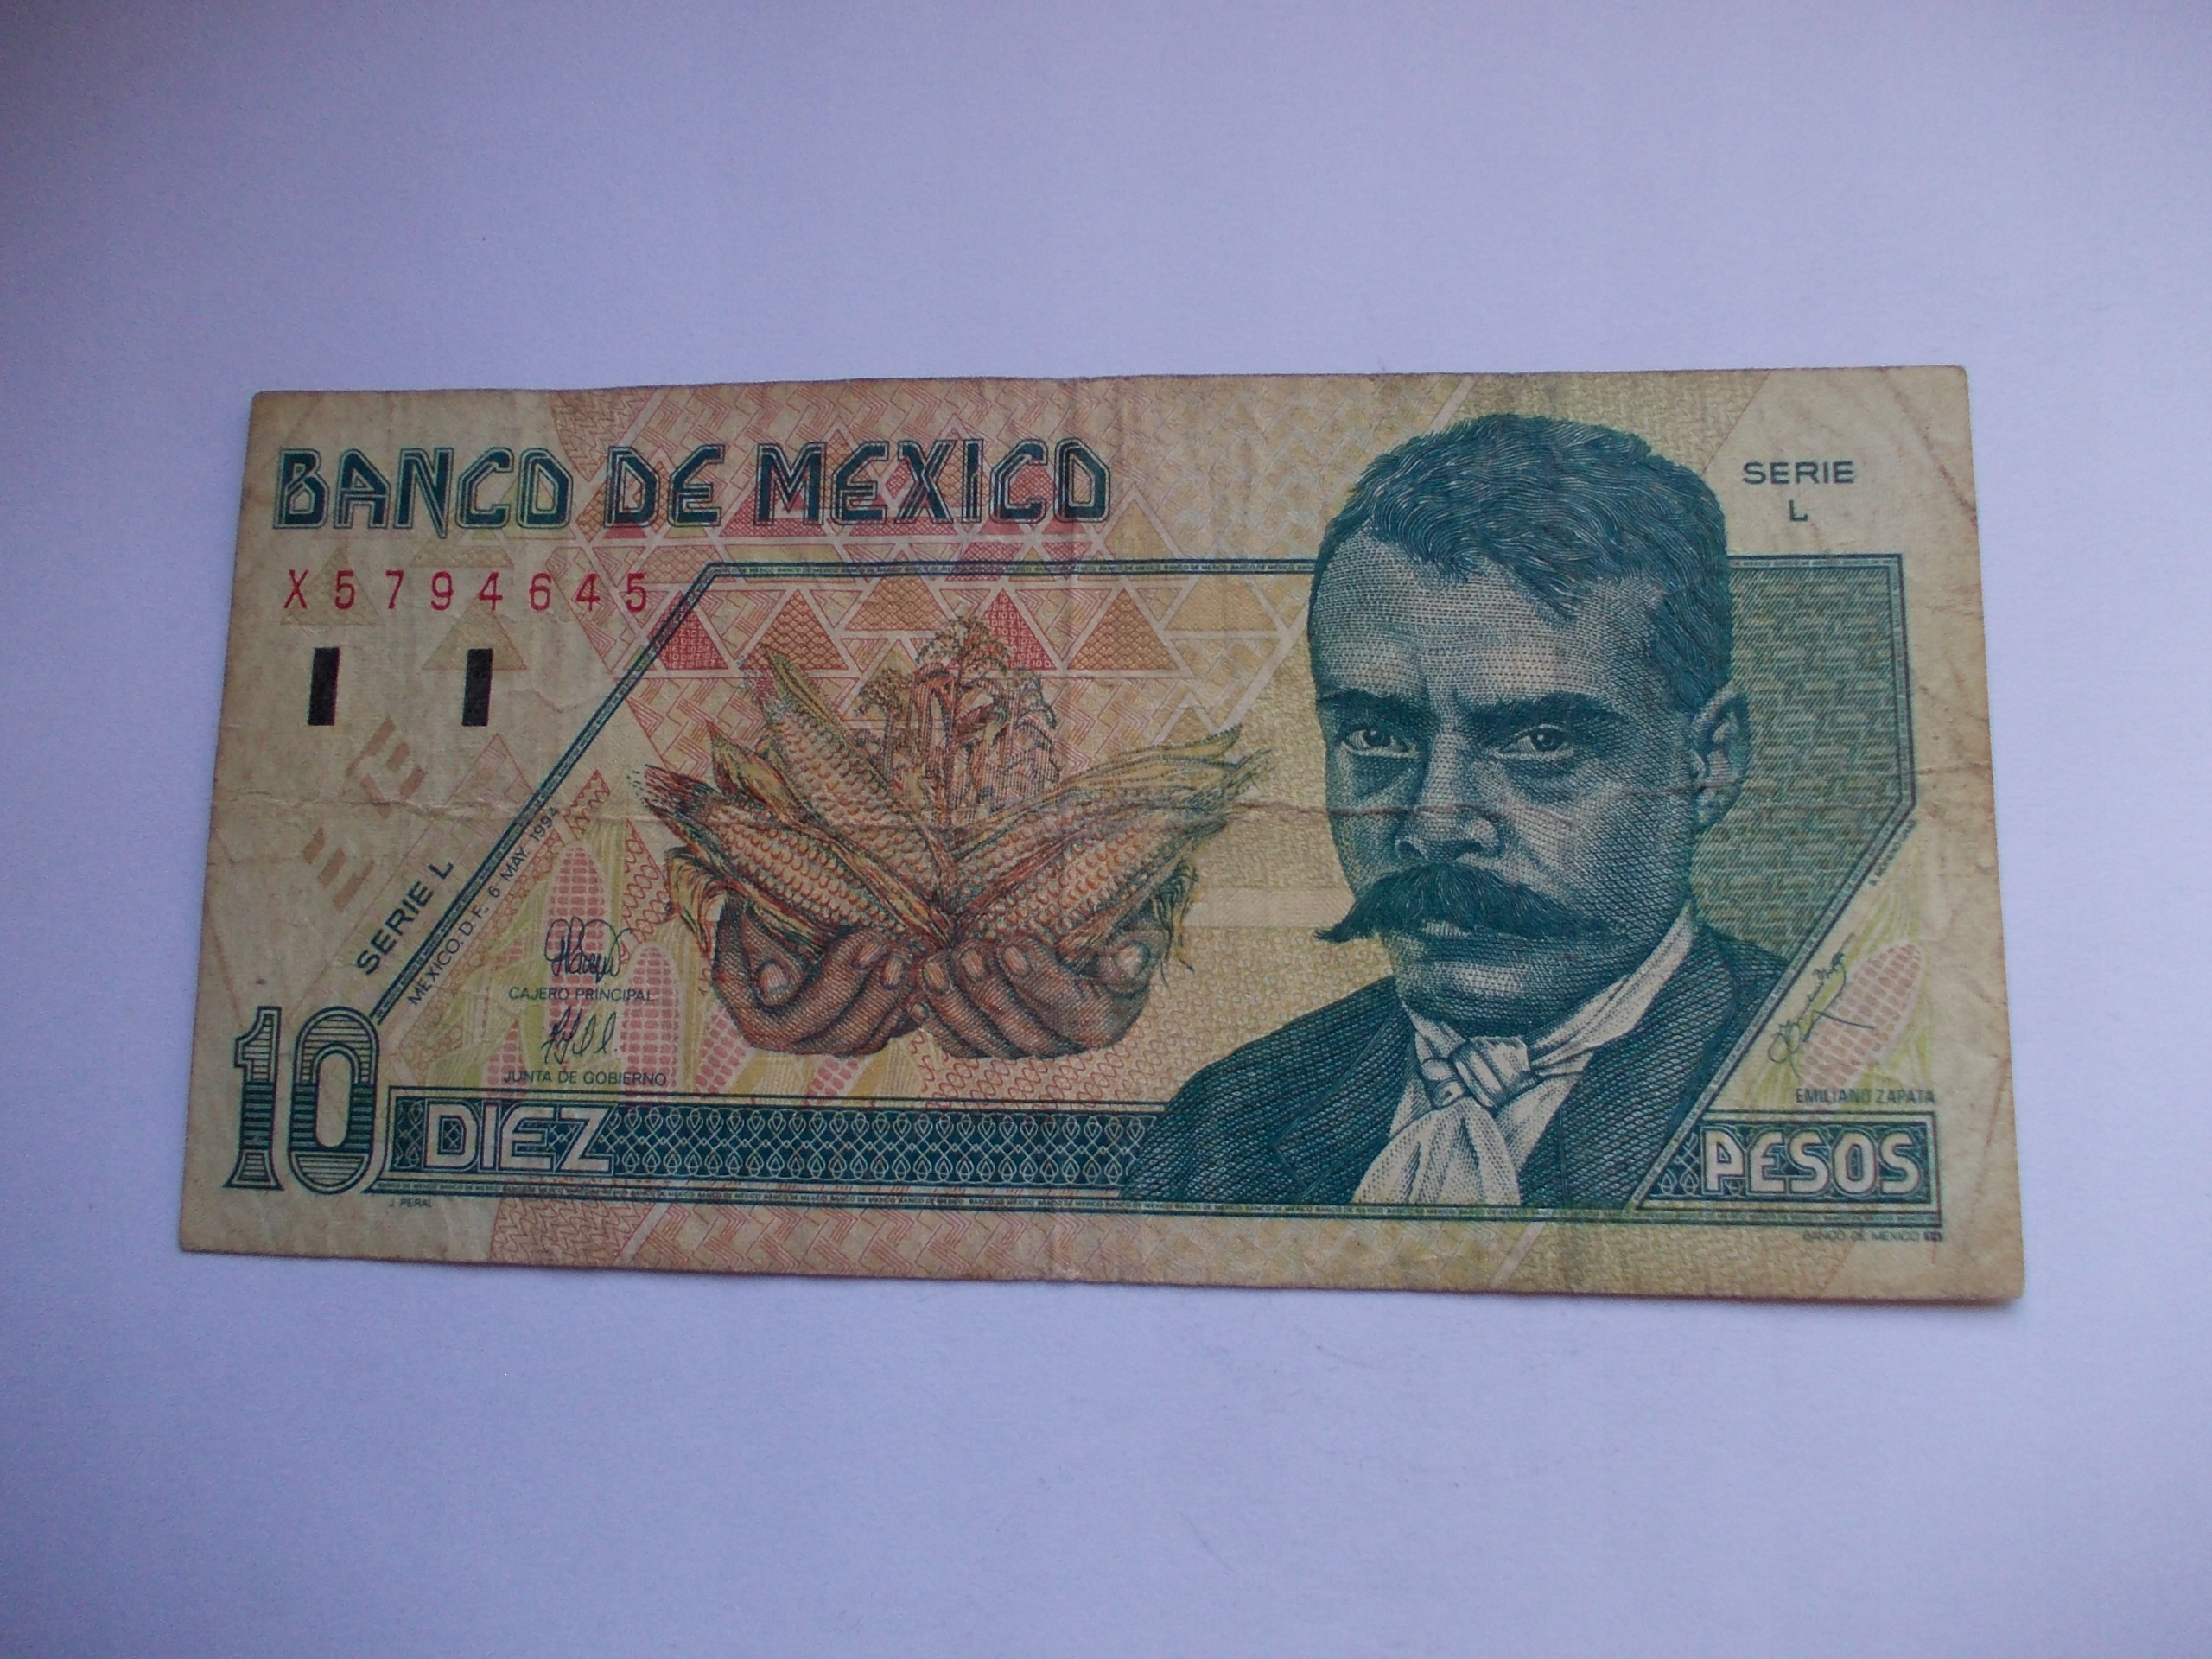 BANCO DE MEXICO
SERIE
L
X5794645
SERIE L
MEXICO. D.F. 6 MAY 1994
CAJERO PRINCIPAL
JUNTA DE GOBIERNO
EMILIANO ZAPATA
10 DIEZ
PESOS
J. PERAL
BANCO DE MEXICO